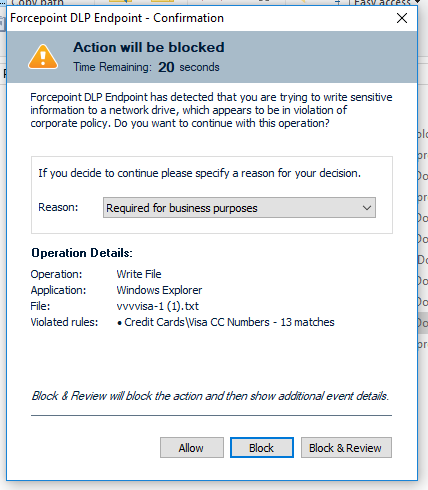 Copy path
Easy access
Forcepoint DLP Endpoint - Confirmation
Action will be blocked
Time Remaining: 20 seconds
Forcepoint DLP Endpoint has detected that you are trying to write sensitive
information to a network drive, which appears to be in violation of
corporate policy. Do you want to continue with this operation?
If you decide to continue please specify a reason for your decision.
Reason: Required for business purposes
Operation Details:
Operation: Write File
Application: Windows Explorer
File: vvvvisa-1 (1).txt
Violated rules: • Credit Cards\Visa CC Numbers - 13 matches
Block & Review will block the action and then show additional event details.
Allow Block Block & Review